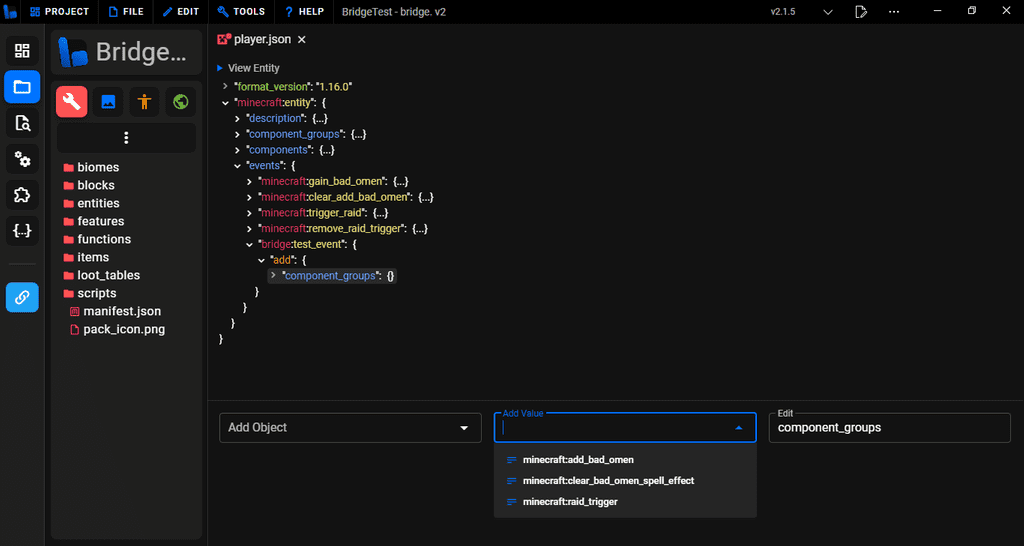 PROJECT FILE EDIT TOOLS ? HELP BridgeTest - bridge. v2 v2.1.5
Bridge...
biomes
blocks
entities
features
functions
items
loot_tables
scripts
manifest.json
pack_icon.png
player.json
View Entity
"format_version": "1.16.0"
"minecraft:entity": {
"description": {...}
"component_groups": {...}
"components": {...}
"events": {
"minecraft:gain_bad_omen": {...}
"minecraft:clear_add_bad_omen": {...}
"minecraft:trigger_raid": {...}
"minecraft:remove_raid_trigger": {...}
"bridge:test_event": {
"add": {
"component_groups": {}
}
}
}
}
Add Object
Add Value
minecraft:add_bad_omen
minecraft:clear_bad_omen_spell_effect
minecraft:raid_trigger
Edit
component_groups